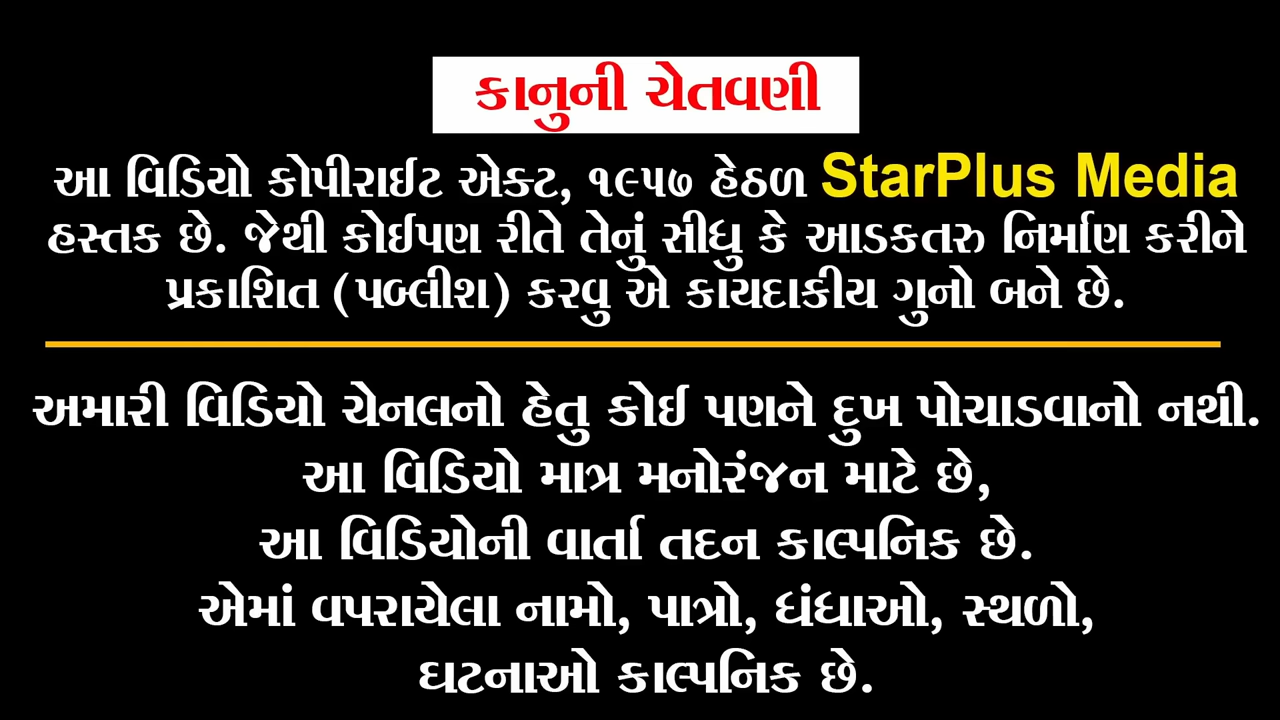 કાનુની ચેતવણી
આ વિડિયો કોપીરાઈટ એક્ટ, ૧૯૫૭ હેઠળ StarPlus Media
હસ્તક છે. જેથી કોઈપણ રીતે તેનું સીધુ કે આડકતરુ નિર્માણ કરીને
પ્રકાશિત (પબ્લીશ) કરવુ એ કાયદાકીય ગુનો બને છે.
અમારી વિડિયો ચેનલનો હેતુ કોઈ પણને દુખ પોચાડવાનો નથી.
આ વિડિયો માત્ર મનોરંજન માટે છે,
આ વિડિયોની વાર્તા તદન કાલ્પનિક છે.
એમાં વપરાયેલા નામો, પાત્રો, ધંધાઓ, સ્થળો,
ઘટનાઓ કાલ્પનિક છે.